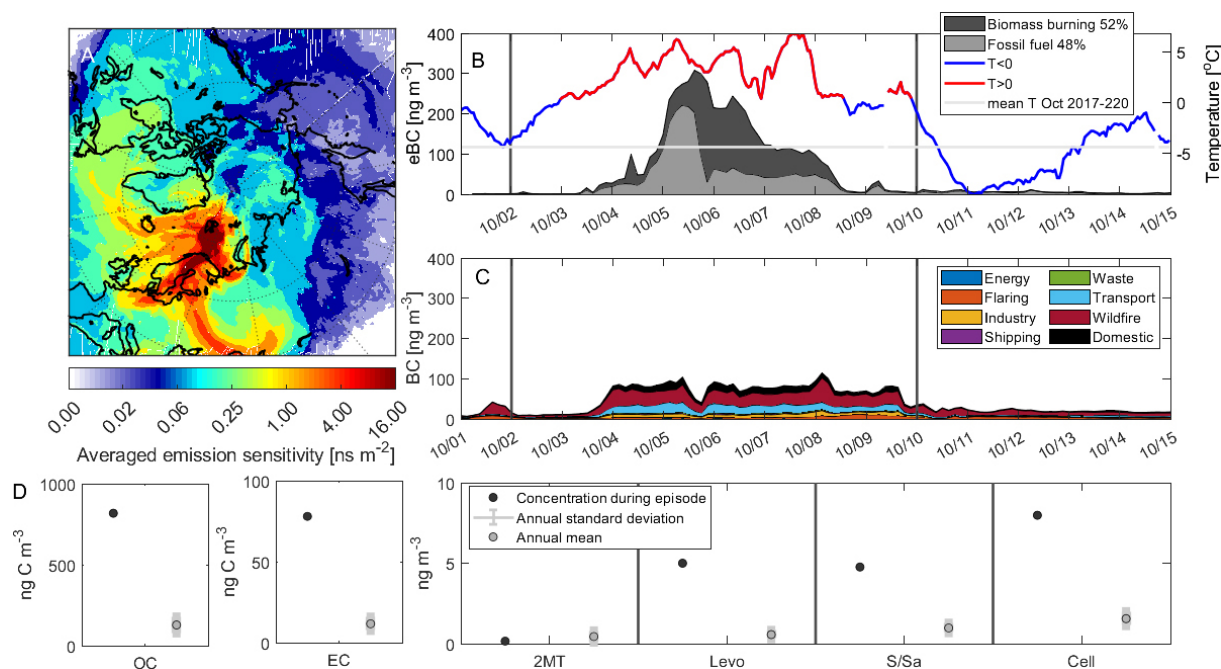 A
0.00
0.02
0.06
0.25
1.00
4.00
16.00
Averaged emission sensitivity [ns m-2]
B
eBC [ng m-3]
400
300
200
100
0
Biomass burning 52%
Fossil fuel 48%
T<0
T>0
mean T Oct 2017-220
5
0
-5
Temperature [°C]
10/02
10/03
10/04
10/05
10/06
10/07
10/08
10/09
10/10
10/11
10/12
10/13
10/14
10/15
C
BC [ng m-3]
400
300
200
100
0
Energy
Flaring
Industry
Shipping
Waste
Transport
Wildfire
Domestic
10/01
10/02
10/03
10/04
10/05
10/06
10/07
10/08
10/09
10/10
10/11
10/12
10/13
10/14
10/15
D
ng C m-3
1000
500
0
OC
ng C m-3
100
50
0
EC
ng m-3
10
5
0
Concentration during episode
Annual standard deviation
Annual mean
2MT
Levo
S/Sa
Cell